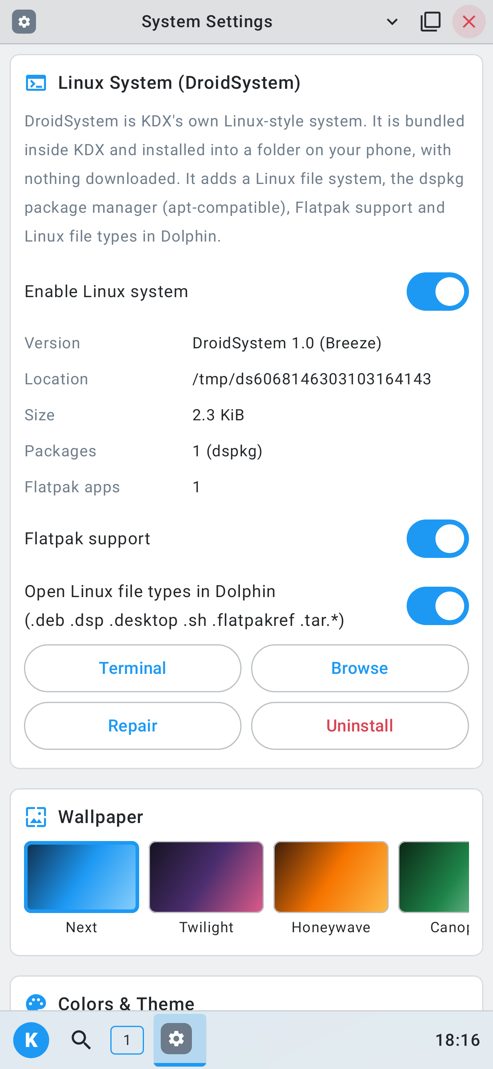 System Settings
Linux System (DroidSystem)
DroidSystem is KDX's own Linux-style system. It is bundled
inside KDX and installed into a folder on your phone, with
nothing downloaded. It adds a Linux file system, the dspkg
package manager (apt-compatible), Flatpak support and
Linux file types in Dolphin.
Enable Linux system
Version DroidSystem 1.0 (Breeze)
Location /tmp/ds6068146303103164143
Size 2.3 KiB
Packages 1 (dspkg)
Flatpak apps 1
Flatpak support
Open Linux file types in Dolphin
(.deb .dsp .desktop .sh .flatpakref .tar.*)
Terminal Browse
Repair Uninstall
Wallpaper
Next Twilight Honeywave Canop
Colors & Theme
K 1 18:16